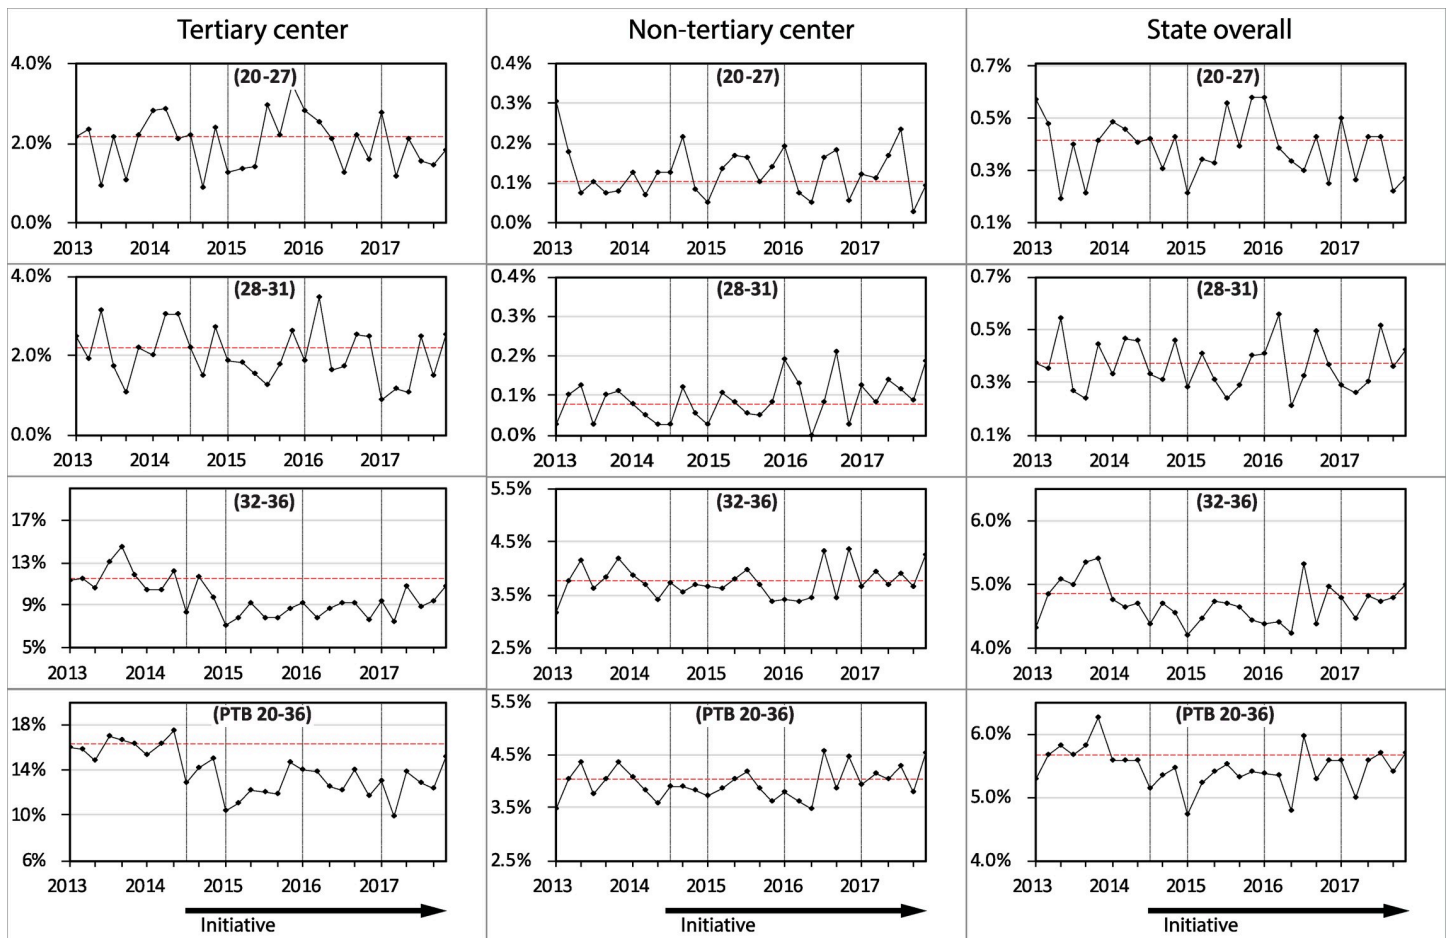 Tertiary center
Non-tertiary center
State overall
(20-27)
4.0%
2.0%
0.0%
2013 2014 2015 2016 2017
(20-27)
0.4%
0.3%
0.2%
0.1%
0.0%
2013 2014 2015 2016 2017
(20-27)
0.7%
0.5%
0.3%
0.1%
2013 2014 2015 2016 2017
(28-31)
4.0%
2.0%
0.0%
2013 2014 2015 2016 2017
(28-31)
0.4%
0.3%
0.2%
0.1%
0.0%
2013 2014 2015 2016 2017
(28-31)
0.7%
0.5%
0.3%
0.1%
2013 2014 2015 2016 2017
(32-36)
17%
13%
9%
5%
2013 2014 2015 2016 2017
(32-36)
5.5%
4.5%
3.5%
2.5%
2013 2014 2015 2016 2017
(32-36)
6.0%
5.0%
4.0%
2013 2014 2015 2016 2017
(PTB 20-36)
18%
14%
10%
6%
2013 2014 2015 2016 2017
Initiative
(PTB 20-36)
5.5%
4.5%
3.5%
2.5%
2013 2014 2015 2016 2017
Initiative
(PTB 20-36)
6.0%
5.0%
4.0%
2013 2014 2015 2016 2017
Initiative